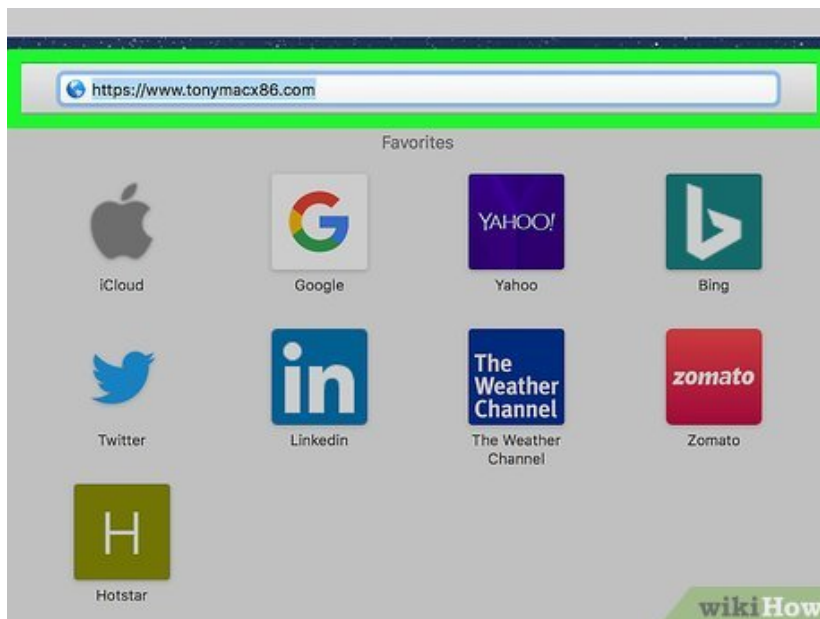 https://www.tonymacx86.com
Favorites
G
YAHOO!
b
iCloud
Google
Yahoo
Bing
in
The
Weather
Channel
zomato
Twitter
Linkedin
The Weather
Channel
Zomato
H
Hotstar
wikiHow